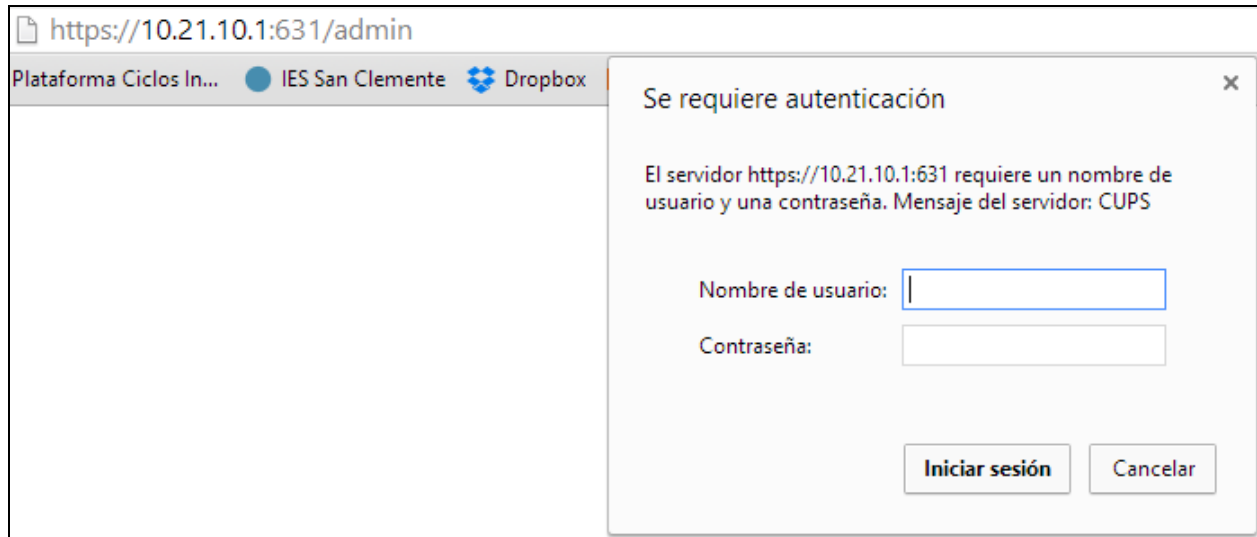 https://10.21.10.1:631/admin
Plataforma Ciclos In... IES San Clemente Dropbox
Se requiere autenticación
El servidor https://10.21.10.1:631 requiere un nombre de
usuario y una contraseña. Mensaje del servidor: CUPS
Nombre de usuario:
Contraseña:
Iniciar sesión Cancelar